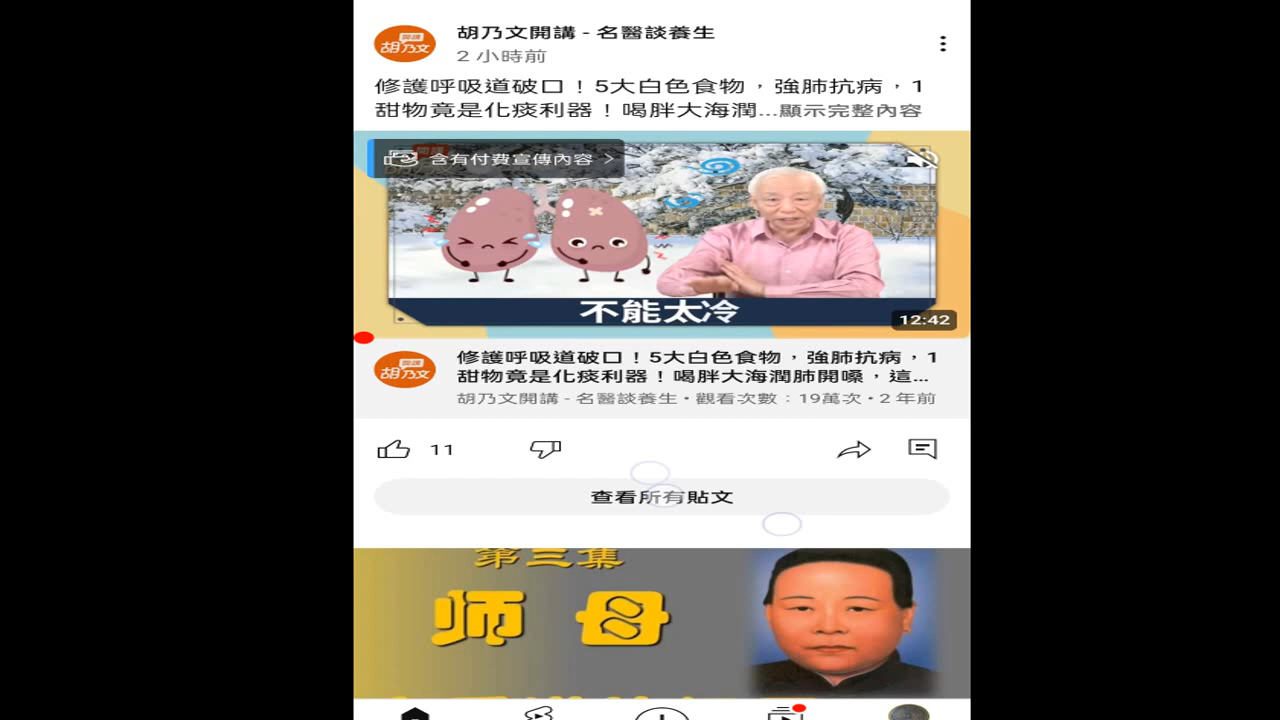 胡乃文開講 - 名醫談養生
2 小時前
修護呼吸道破口！5大白色食物，強肺抗病，1
甜物竟是化痰利器！喝胖大海潤...顯示完整內容
開講
含有付費宣傳內容 >
不能太冷
12:42
開講
胡乃文
修護呼吸道破口！5大白色食物，強肺抗病，1
甜物竟是化痰利器！喝胖大海潤肺開嗓，這...
胡乃文開講 - 名醫談養生・觀看次數：19萬次・2 年前
11
查看所有貼文
第三集
师母